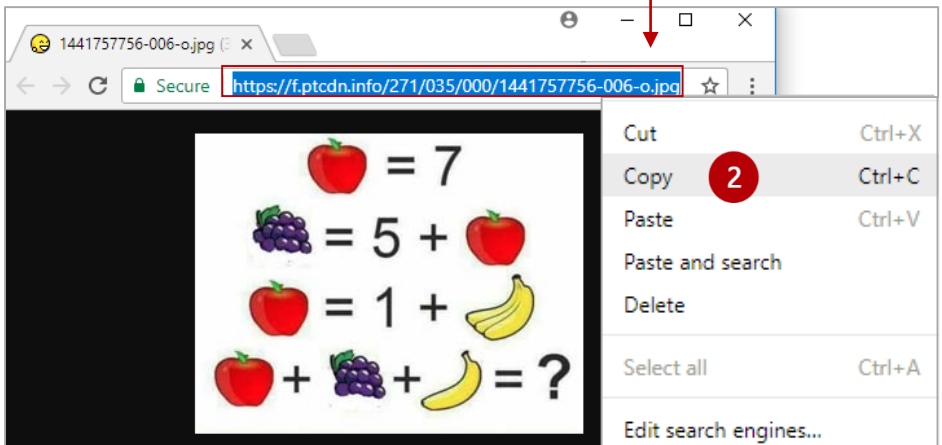 1441757756-006-o.jpg (
Secure https://f.ptcdn.info/271/035/000/1441757756-006-o.jpg
= 7
= 5 +
= 1 +
+ + = ?
Cut Ctrl+X
Copy 2 Ctrl+C
Paste Ctrl+V
Paste and search
Delete
Select all Ctrl+A
Edit search engines...